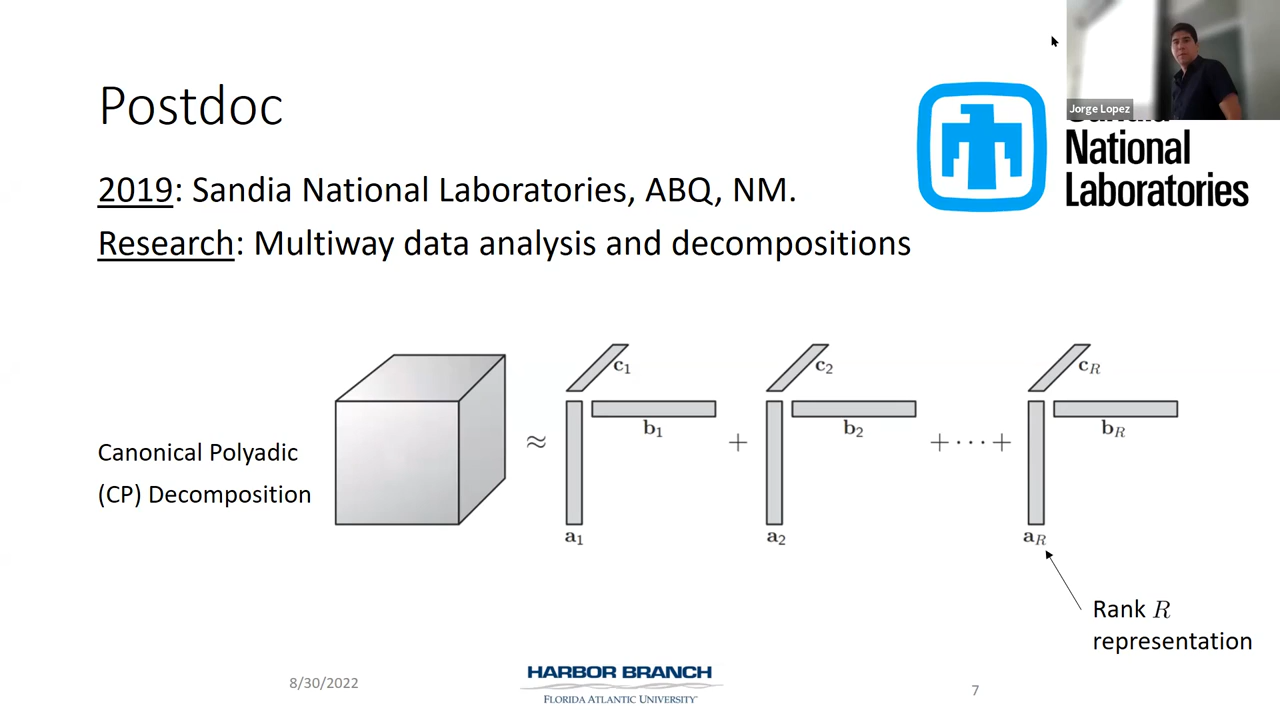 Jorge Lopez
Postdoc
National
Laboratories
2019: Sandia National Laboratories, ABQ, NM.
Research: Multiway data analysis and decompositions
Canonical Polyadic
(CP) Decomposition
≈
c1
b1
a1
+
c2
b2
a2
+ · · · +
cR
bR
aR
Rank R
representation
8/30/2022
HARBOR BRANCH
FLORIDA ATLANTIC UNIVERSITY
7